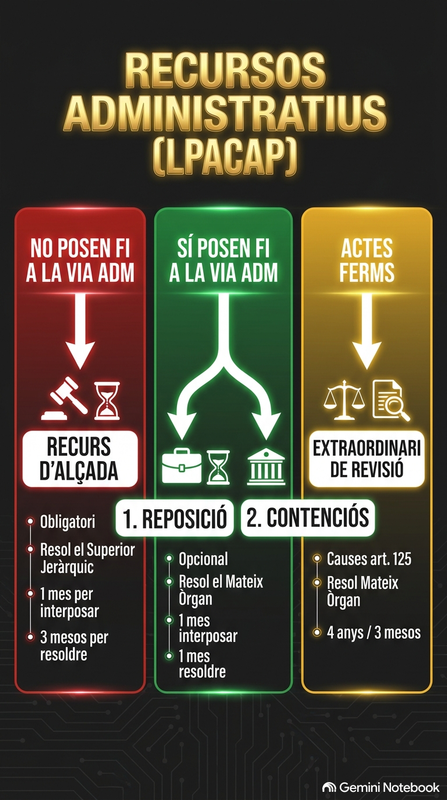 RECURSOS
ADMINISTRATIUS
(LPACAP)
NO POSEN FI
A LA VIA ADM
RECURS
D'ALÇADA
Obligatori
Resol el Superior
Jeràrquic
1 mes per
interposar
3 mesos per
resoldre
SÍ POSEN FI
A LA VIA ADM
1. REPOSICIÓ
2. CONTENCIÓS
Opcional
Resol el Mateix
Òrgan
1 mes
interposar
1 mes
resoldre
ACTES
FERMS
EXTRAORDINARI
DE REVISIÓ
Causes art. 125
Resol Mateix
Òrgan
4 anys / 3 mesos
Gemini Notebook